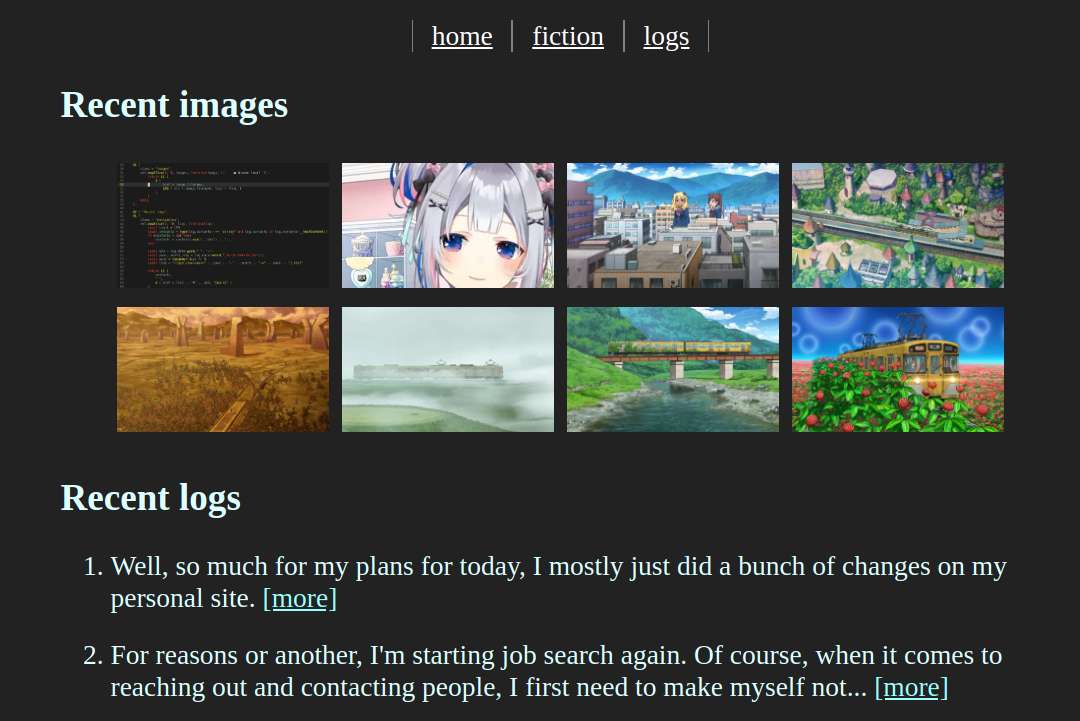 home
fiction
logs
Recent images
Recent logs
1. Well, so much for my plans for today, I mostly just did a bunch of changes on my
personal site. [more]
2. For reasons or another, I'm starting job search again. Of course, when it comes to
reaching out and contacting people, I first need to make myself not... [more]